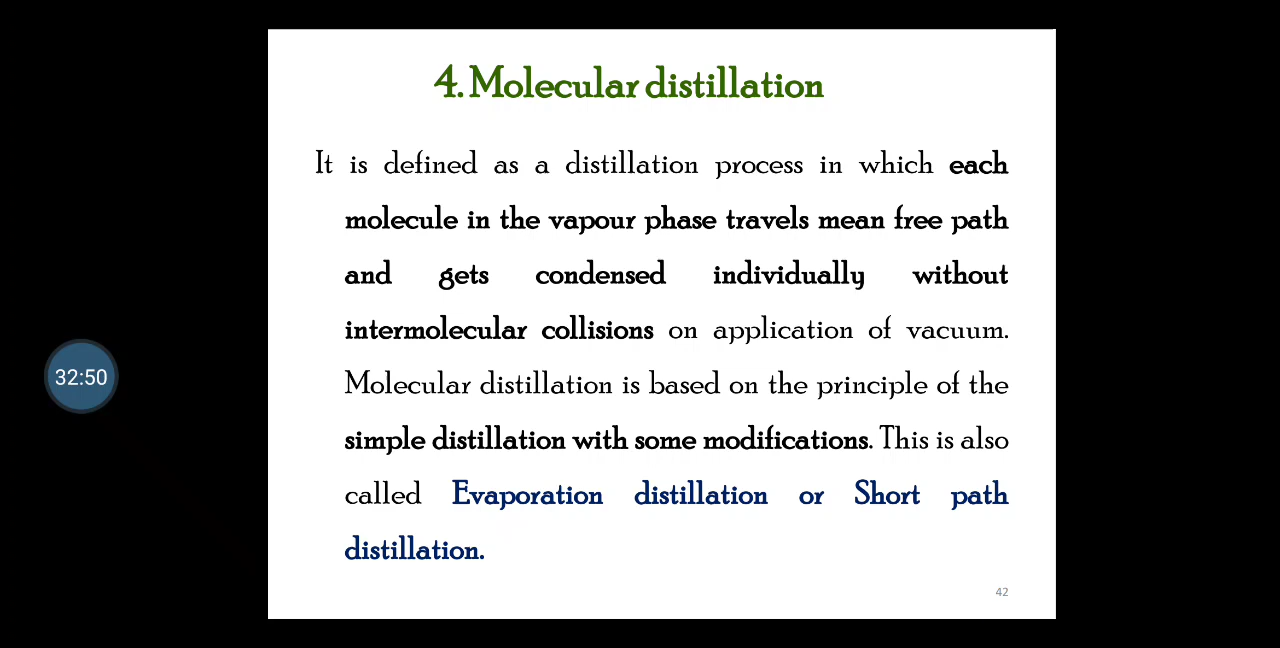 4. Molecular distillation
It is defined as a distillation process in which each
molecule in the vapour phase travels mean free path
and gets condensed individually without
intermolecular collisions on application of vacuum.
Molecular distillation is based on the principle of the
simple distillation with some modifications. This is also
called Evaporation distillation or Short path
distillation.
32:50
42